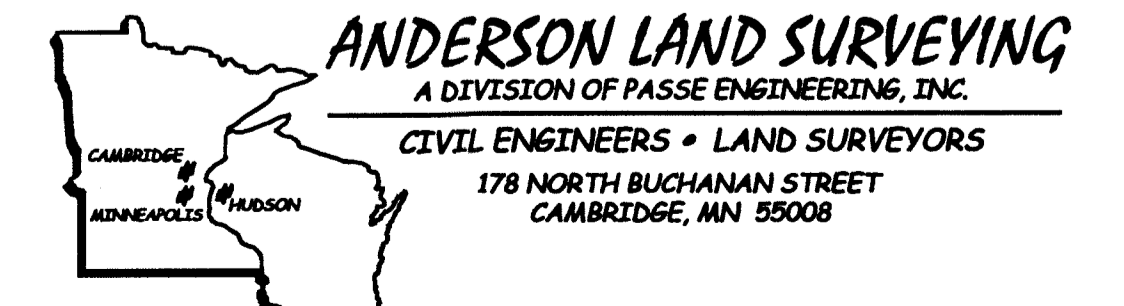 ANDERSON LAND SURVEYING
A DIVISION OF PASSE ENGINEERING, INC.
CIVIL ENGINEERS • LAND SURVEYORS
178 NORTH BUCHANAN STREET
CAMBRIDGE, MN 55008
CAMBRIDGE
MINNEAPOLIS
HUDSON